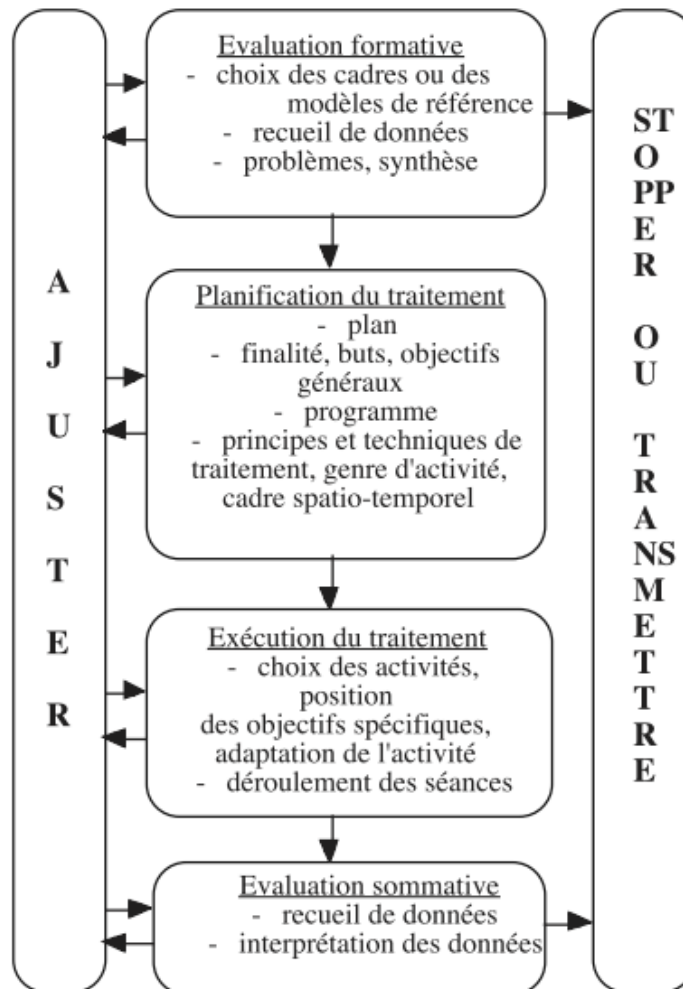 A
J
U
S
T
E
R
Evaluation formative
- choix des cadres ou des
modèles de référence
- recueil de données
- problèmes, synthèse
Planification du traitement
- plan
- finalité, buts, objectifs
généraux
- programme
- principes et techniques de
traitement, genre d'activité,
cadre spatio-temporel
Exécution du traitement
- choix des activités,
position
des objectifs spécifiques,
adaptation de l'activité
- déroulement des séances
Evaluation sommative
- recueil de données
- interprétation des données
ST
O
PP
E
R
O
U
T
R
A
NS
M
E
T
T
R
E